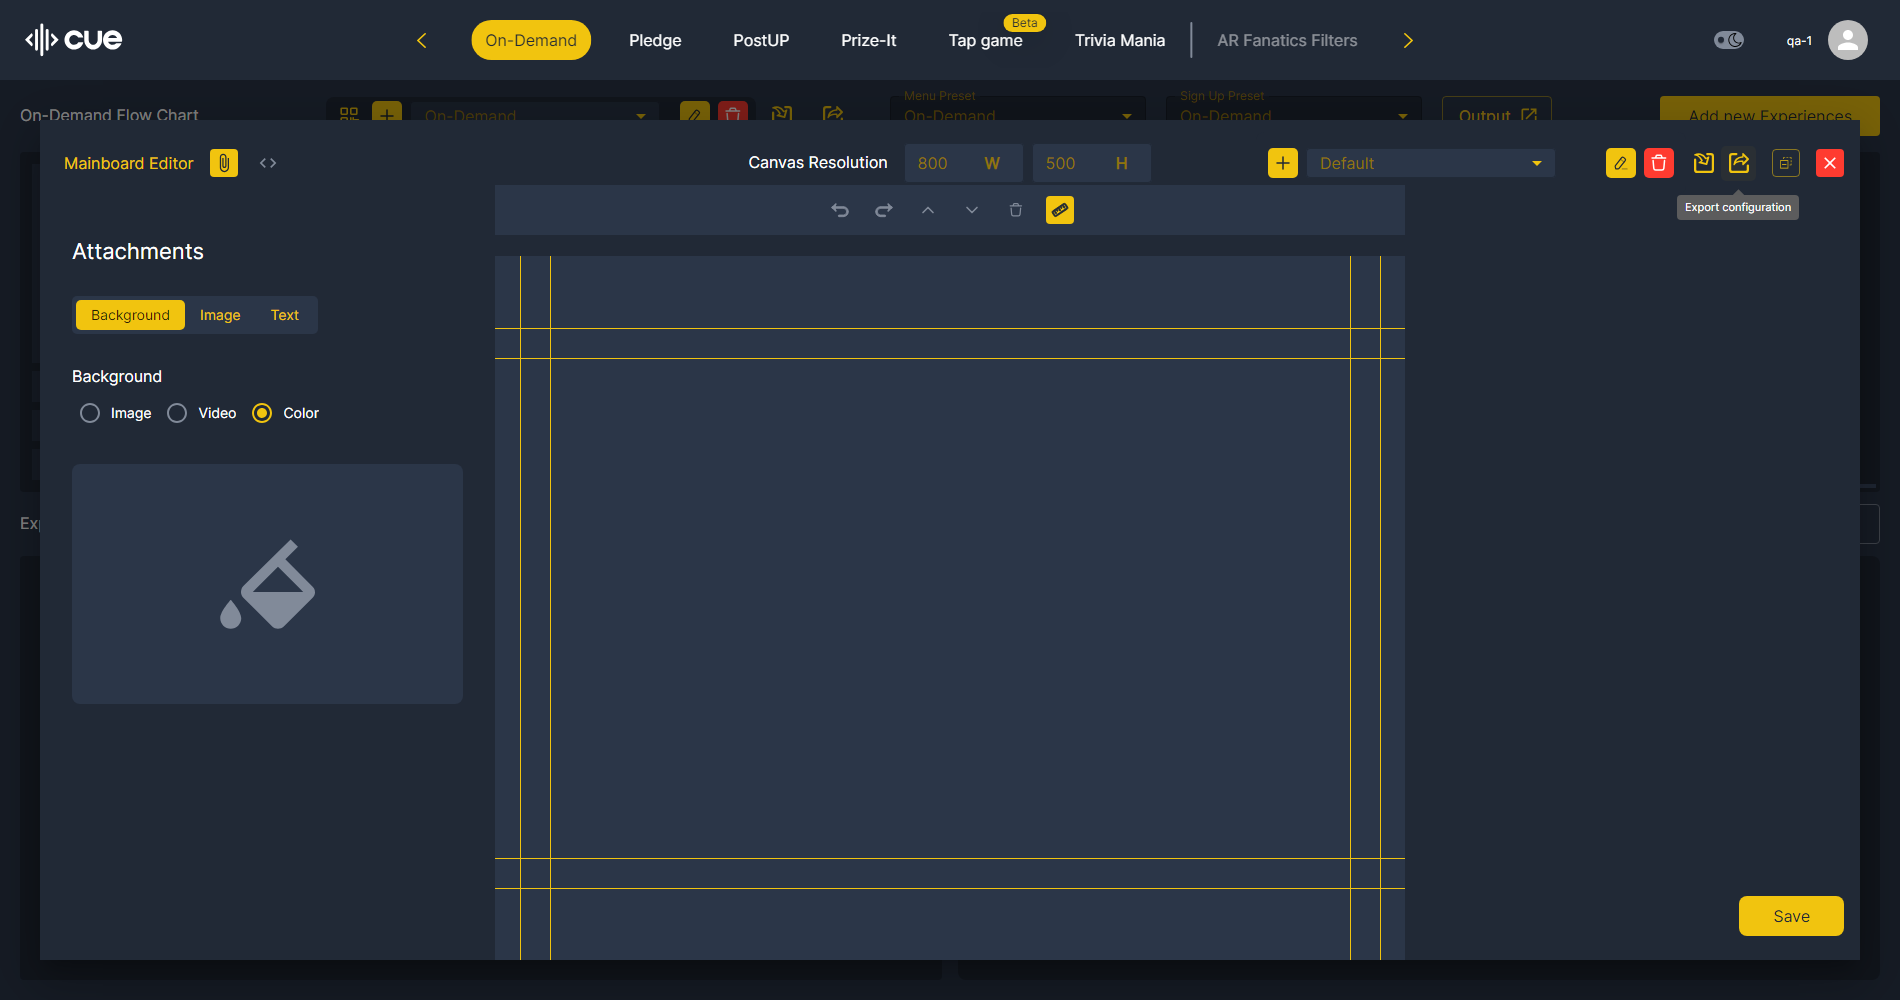 cue
On-Demand
Pledge
PostUP
Prize-It
Tap game
Beta
Trivia Mania
AR Fanatics Filters
qa-1
On-Demand Flow Chart
On-Demand
Menu Preset
On-Demand
Sign Up Preset
On-Demand
Output
Add new Experiences
Mainboard Editor
Canvas Resolution
800 W
500 H
Default
Export configuration
Attachments
Background
Image
Text
Background
Image
Video
Color
Exp
Save